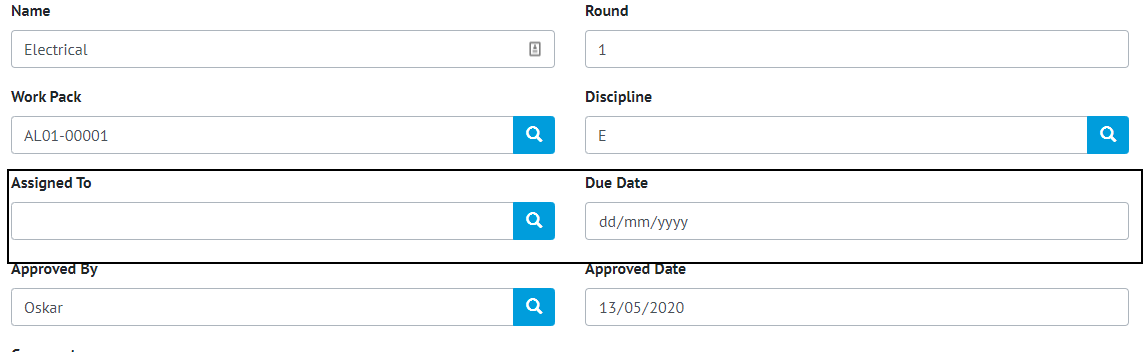 Name Round
Electrical 1
Work Pack Discipline
AL01-00001 E
Assigned To Due Date
dd/mm/yyyy
Approved By Approved Date
Oskar 13/05/2020